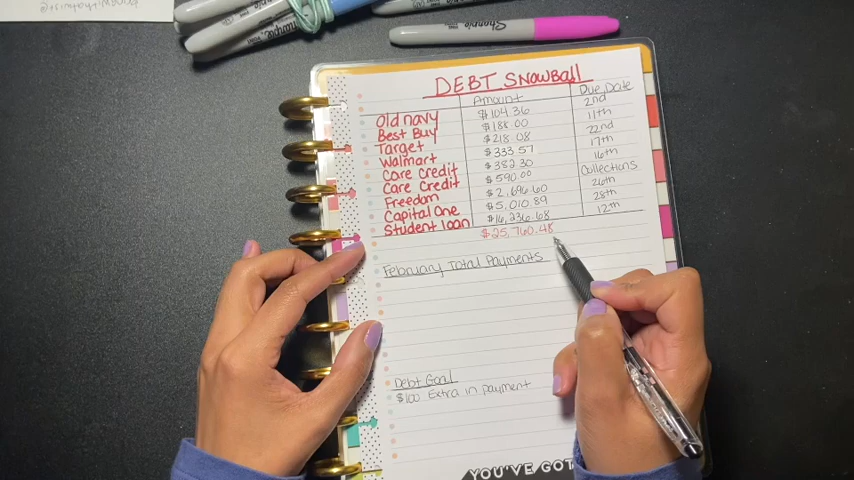 DEBT SNOWBALL
Amount Due Date
Old navy $104.36 2nd
Best Buy $188.00 11th
Target $218.08 22nd
Walmart $333.57 17th
Care Credit $382.30 16th
Care Credit $590.00 Collections
Freedom $2,696.60 26th
Capital One $5,010.89 28th
Student loan $16,236.68 12th
$25,760.48
February Total Payments
Debt Goal
$100 Extra in payment
YOU'VE GOT
Sharpie